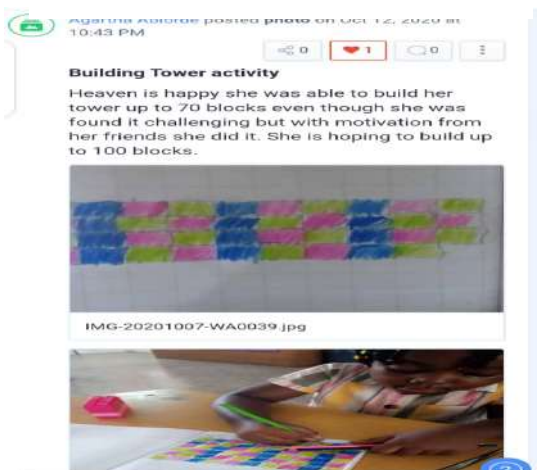 posted photo on Oct 12, 2020 at
10:43 PM
0
1
0
Building Tower activity
Heaven is happy she was able to build her
tower up to 70 blocks even though she was
found it challenging but with motivation from
her friends she did it. She is hoping to build up
to 100 blocks.
IMG-20201007-WA0039.jpg